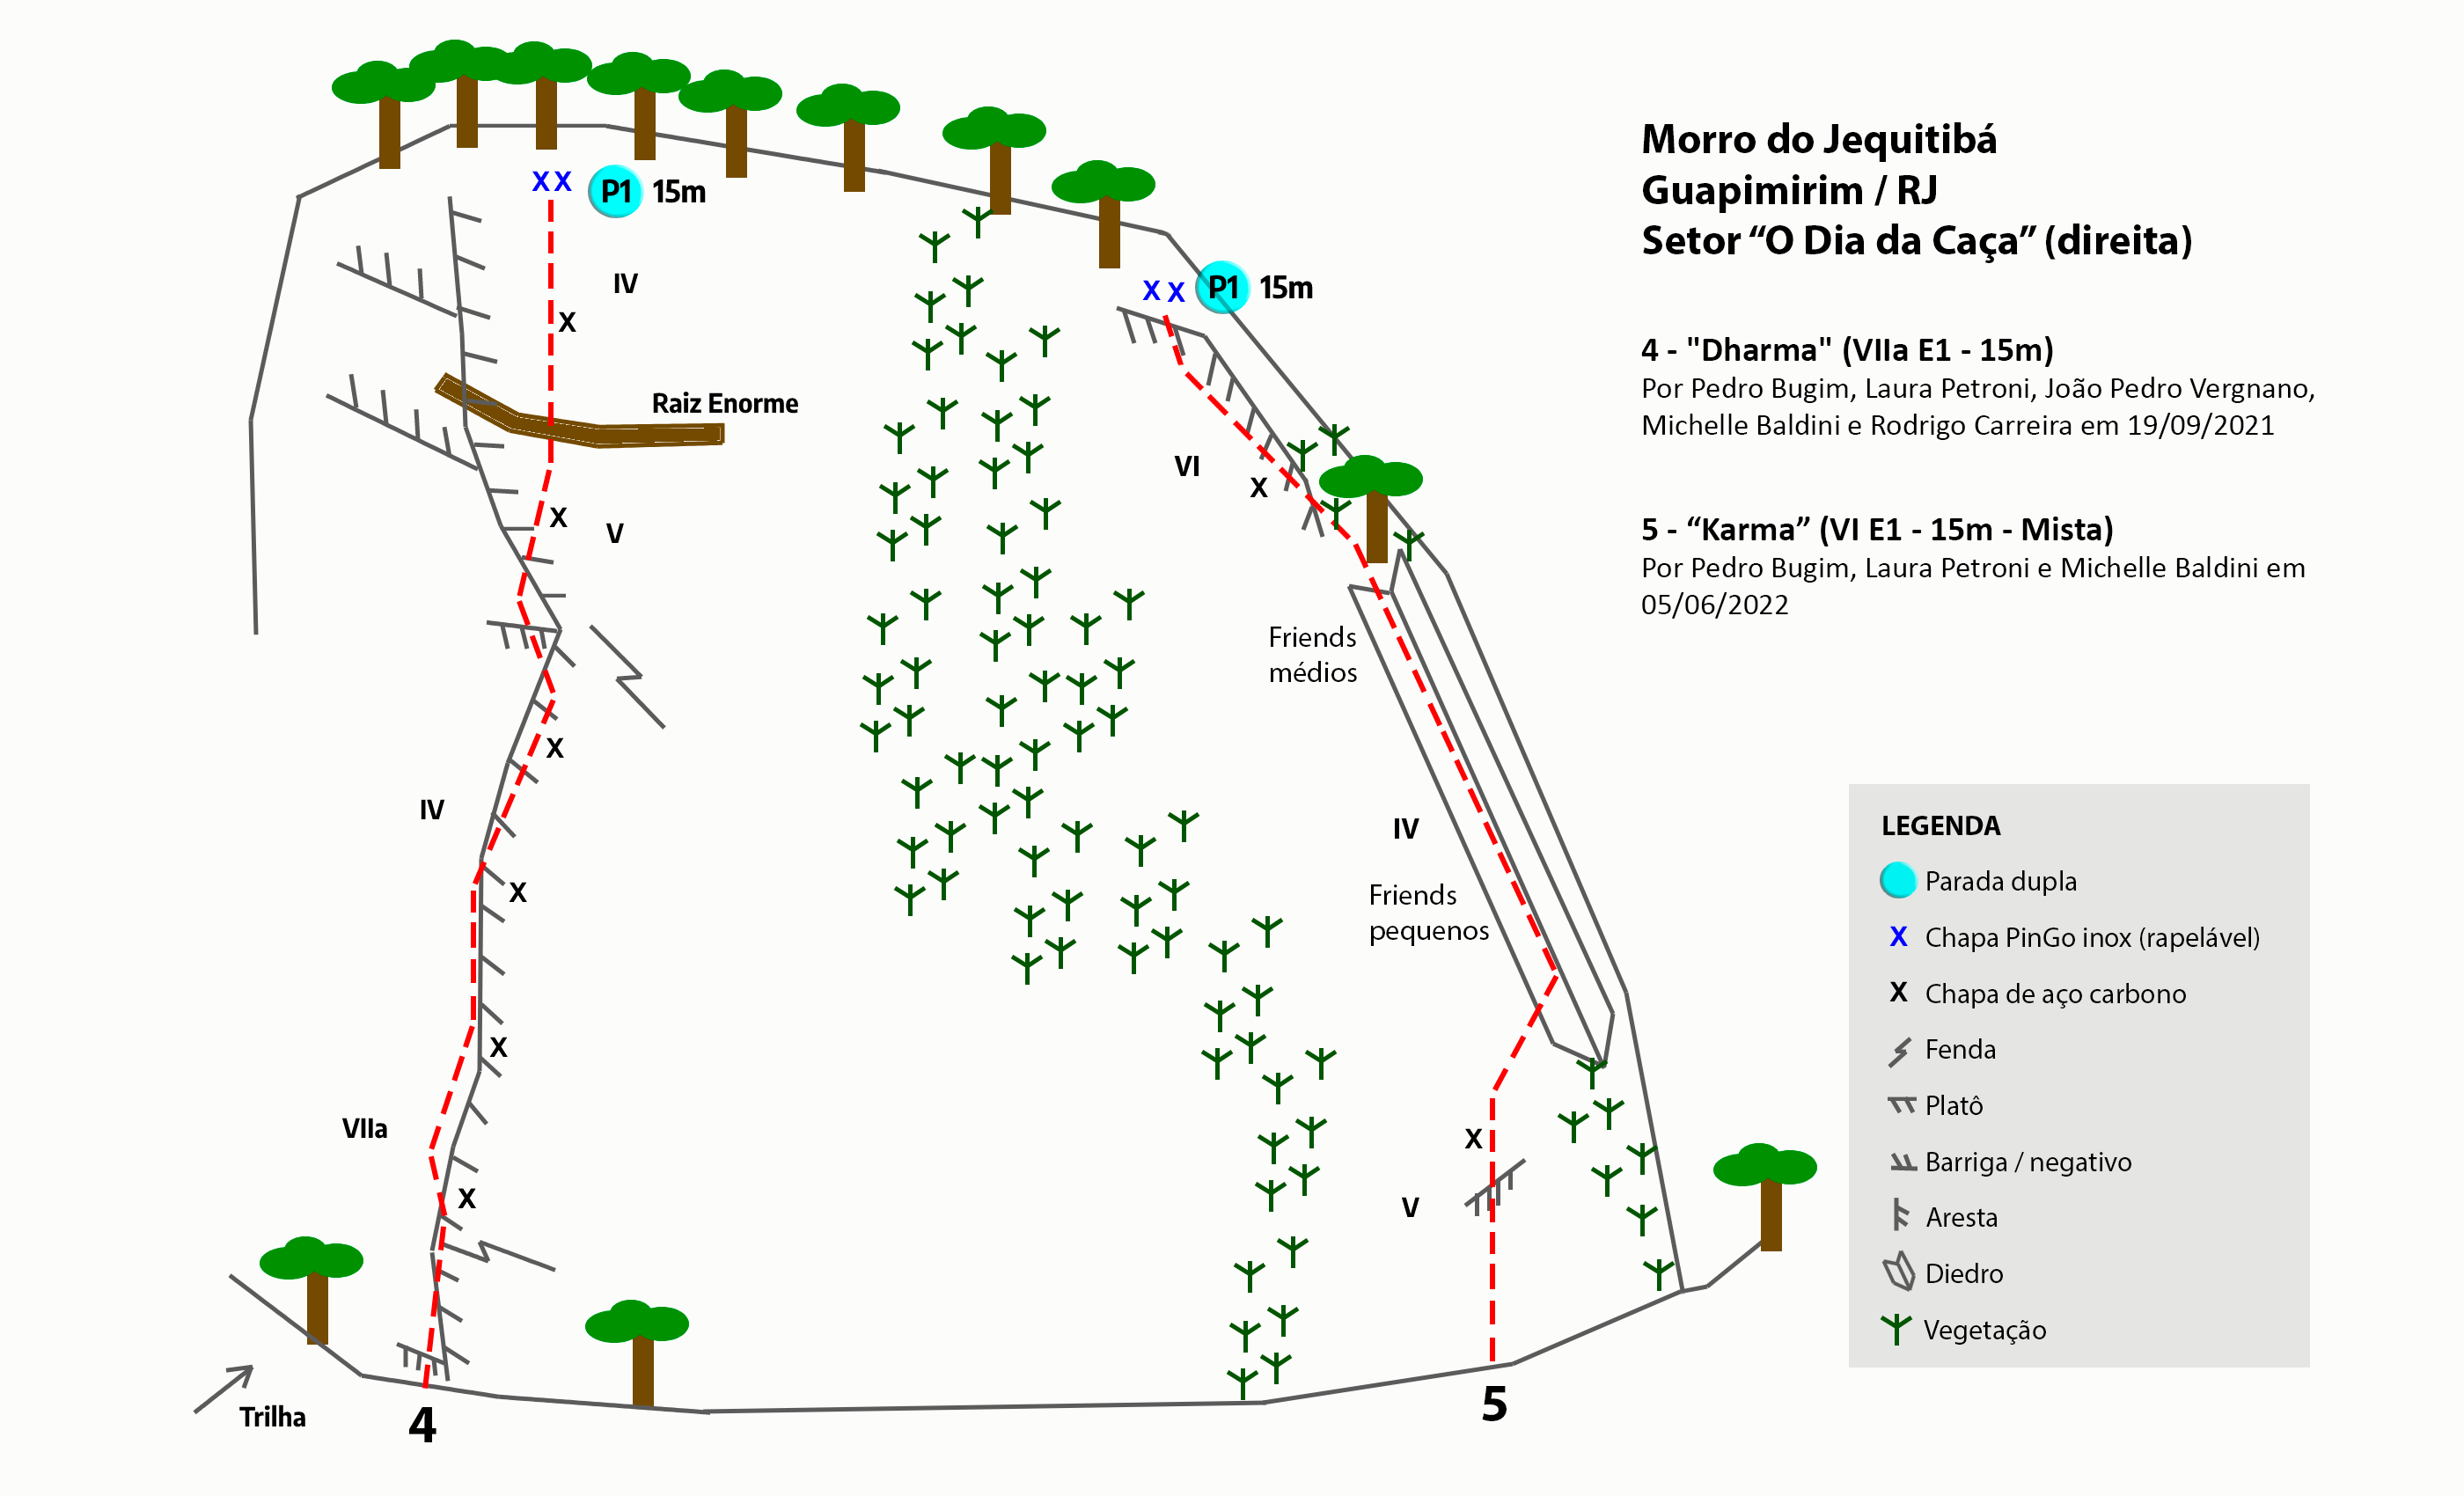 Morro do Jequitibá
Guapimirim / RJ
Setor “O Dia da Caça” (direita)
4 - "Dharma" (VIIa E1 - 15m)
Por Pedro Bugim, Laura Petroni, João Pedro Vergnano,
Michelle Baldini e Rodrigo Carreira em 19/09/2021
5 - “Karma” (VI E1 - 15m - Mista)
Por Pedro Bugim, Laura Petroni e Michelle Baldini em
05/06/2022
X X P1 15m
IV
X
Raiz Enorme
X
V
X
IV
X
X
VIIa
X
Trilha
4
X X P1 15m
VI
X
Friends
médios
IV
Friends
pequenos
X
V
5
LEGENDA
Parada dupla
X Chapa PinGo inox (rapelável)
X Chapa de aço carbono
Fenda
Platô
Barriga / negativo
Aresta
Diedro
Vegetação